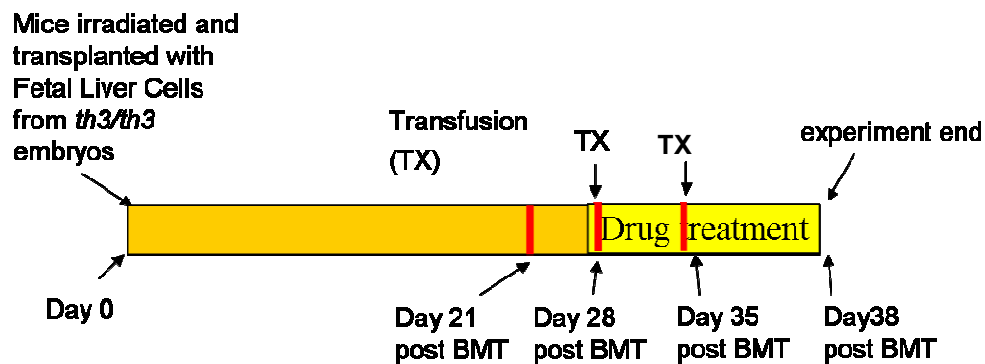 Mice irradiated and
transplanted with
Fetal Liver Cells
from th3/th3
embryos
Transfusion
(TX)
TX
TX
experiment end
Drug treatment
Day 0
Day 21
post BMT
Day 28
post BMT
Day 35
post BMT
Day38
post BMT